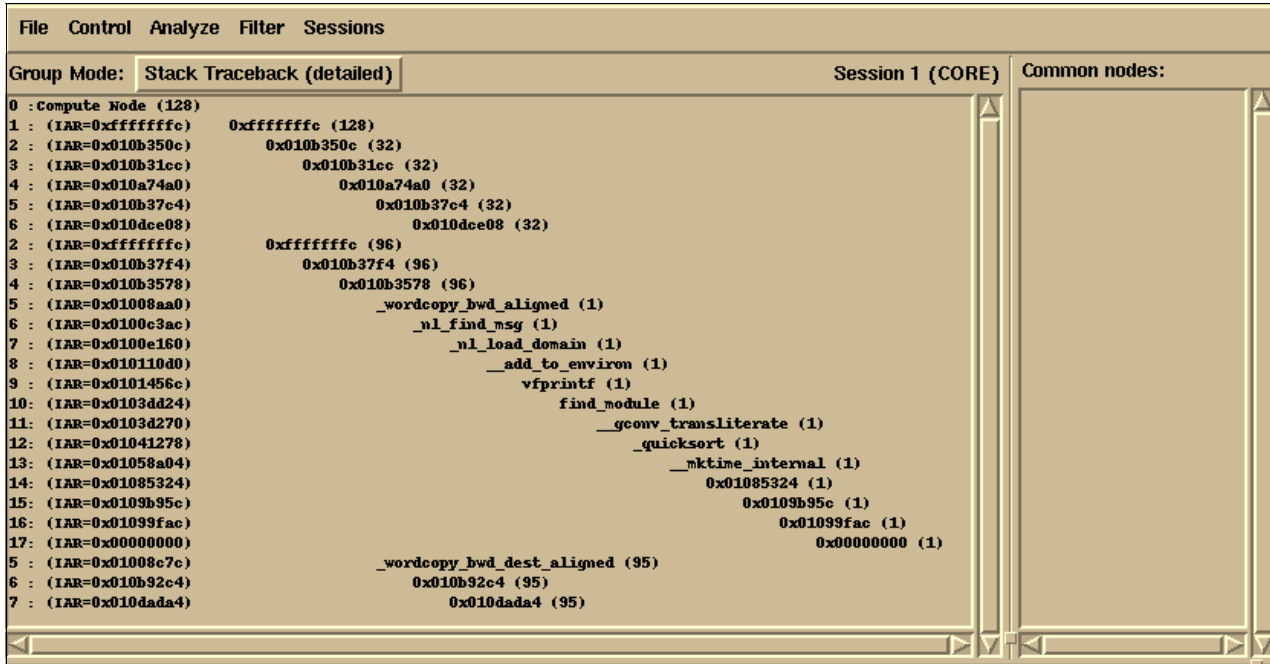 File Control Analyze Filter Sessions
Group Mode: Stack Traceback (detailed) Session 1 (CORE) Common nodes:
0 :Compute Node (128)
1 : (IAR=0xfffffffc) 0xfffffffc (128)
2 : (IAR=0x010b350c) 0x010b350c (32)
3 : (IAR=0x010b31cc) 0x010b31cc (32)
4 : (IAR=0x010a74a0) 0x010a74a0 (32)
5 : (IAR=0x010b37c4) 0x010b37c4 (32)
6 : (IAR=0x010dce08) 0x010dce08 (32)
2 : (IAR=0xfffffffc) 0xfffffffc (96)
3 : (IAR=0x010b37f4) 0x010b37f4 (96)
4 : (IAR=0x010b3578) 0x010b3578 (96)
5 : (IAR=0x01008aa0) _wordcopy_bwd_aligned (1)
6 : (IAR=0x0100c3ac) _nl_find_msg (1)
7 : (IAR=0x0100e160) _nl_load_domain (1)
8 : (IAR=0x010110d0) __add_to_environ (1)
9 : (IAR=0x0101456c) vfprintf (1)
10: (IAR=0x0103dd24) find_module (1)
11: (IAR=0x0103d270) __gconv_transliterate (1)
12: (IAR=0x01041278) _quicksort (1)
13: (IAR=0x01058a04) __mktime_internal (1)
14: (IAR=0x01085324) 0x01085324 (1)
15: (IAR=0x0109b95c) 0x0109b95c (1)
16: (IAR=0x01099fac) 0x01099fac (1)
17: (IAR=0x00000000) 0x00000000 (1)
5 : (IAR=0x01008c7c) _wordcopy_bwd_dest_aligned (95)
6 : (IAR=0x010b92c4) 0x010b92c4 (95)
7 : (IAR=0x010dada4) 0x010dada4 (95)